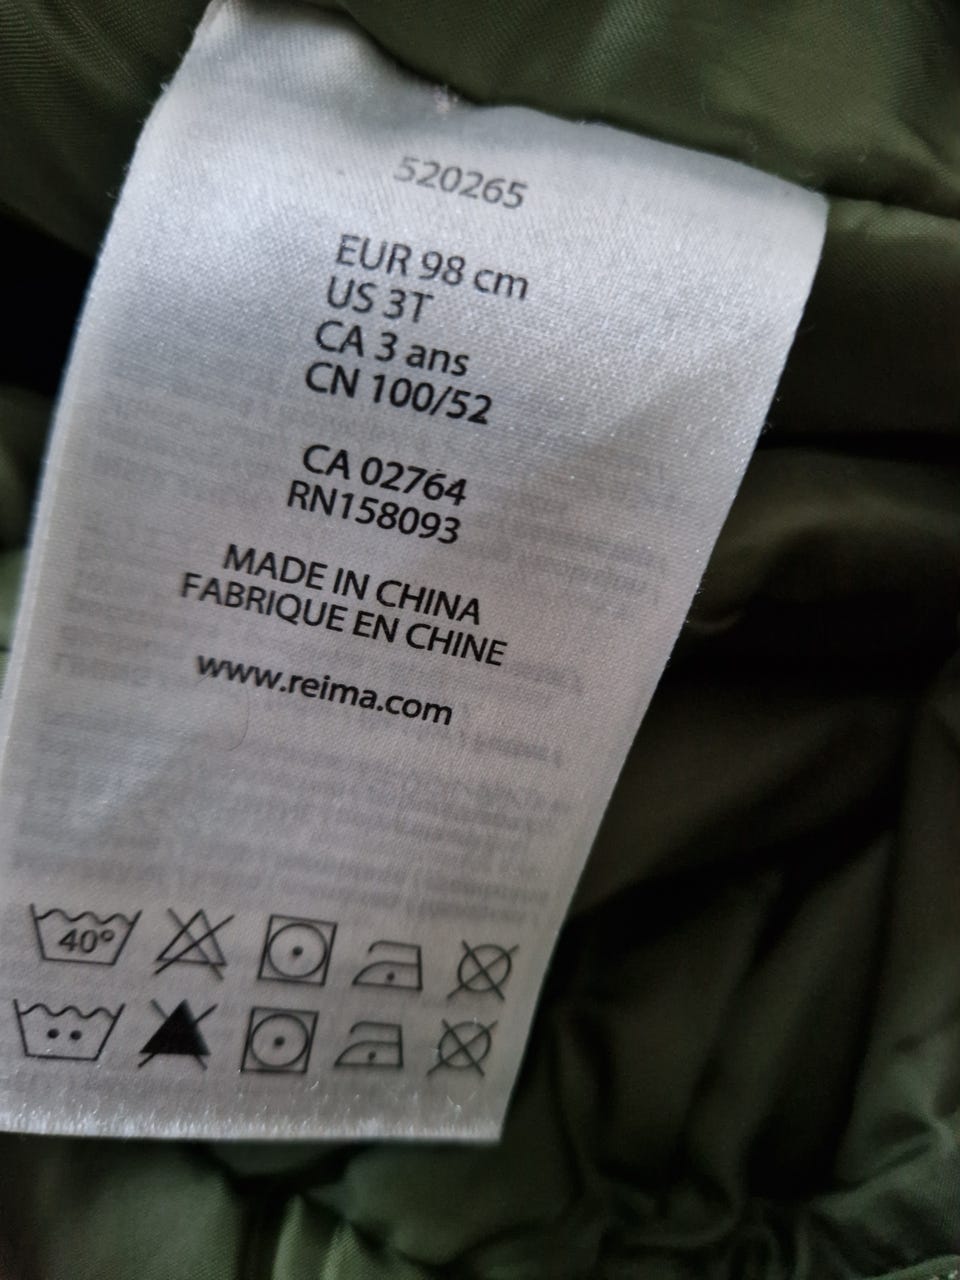 520265
EUR 98 cm
US 3T
CA 3 ans
CN 100/52
CA 02764
RN158093
MADE IN CHINA
FABRIQUE EN CHINE
www.reima.com
40°